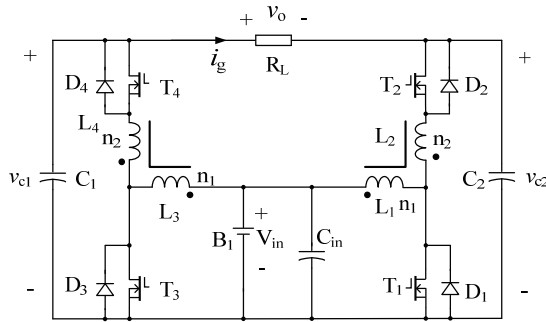 + vo -
+ D4 T4 ig RL T2 D2 +
L4 n2 L2 n2
vc1 C1 n1 C2 vc2
L3 L1 n1
B1 + Vin - Cin
- D3 T3 T1 D1 -